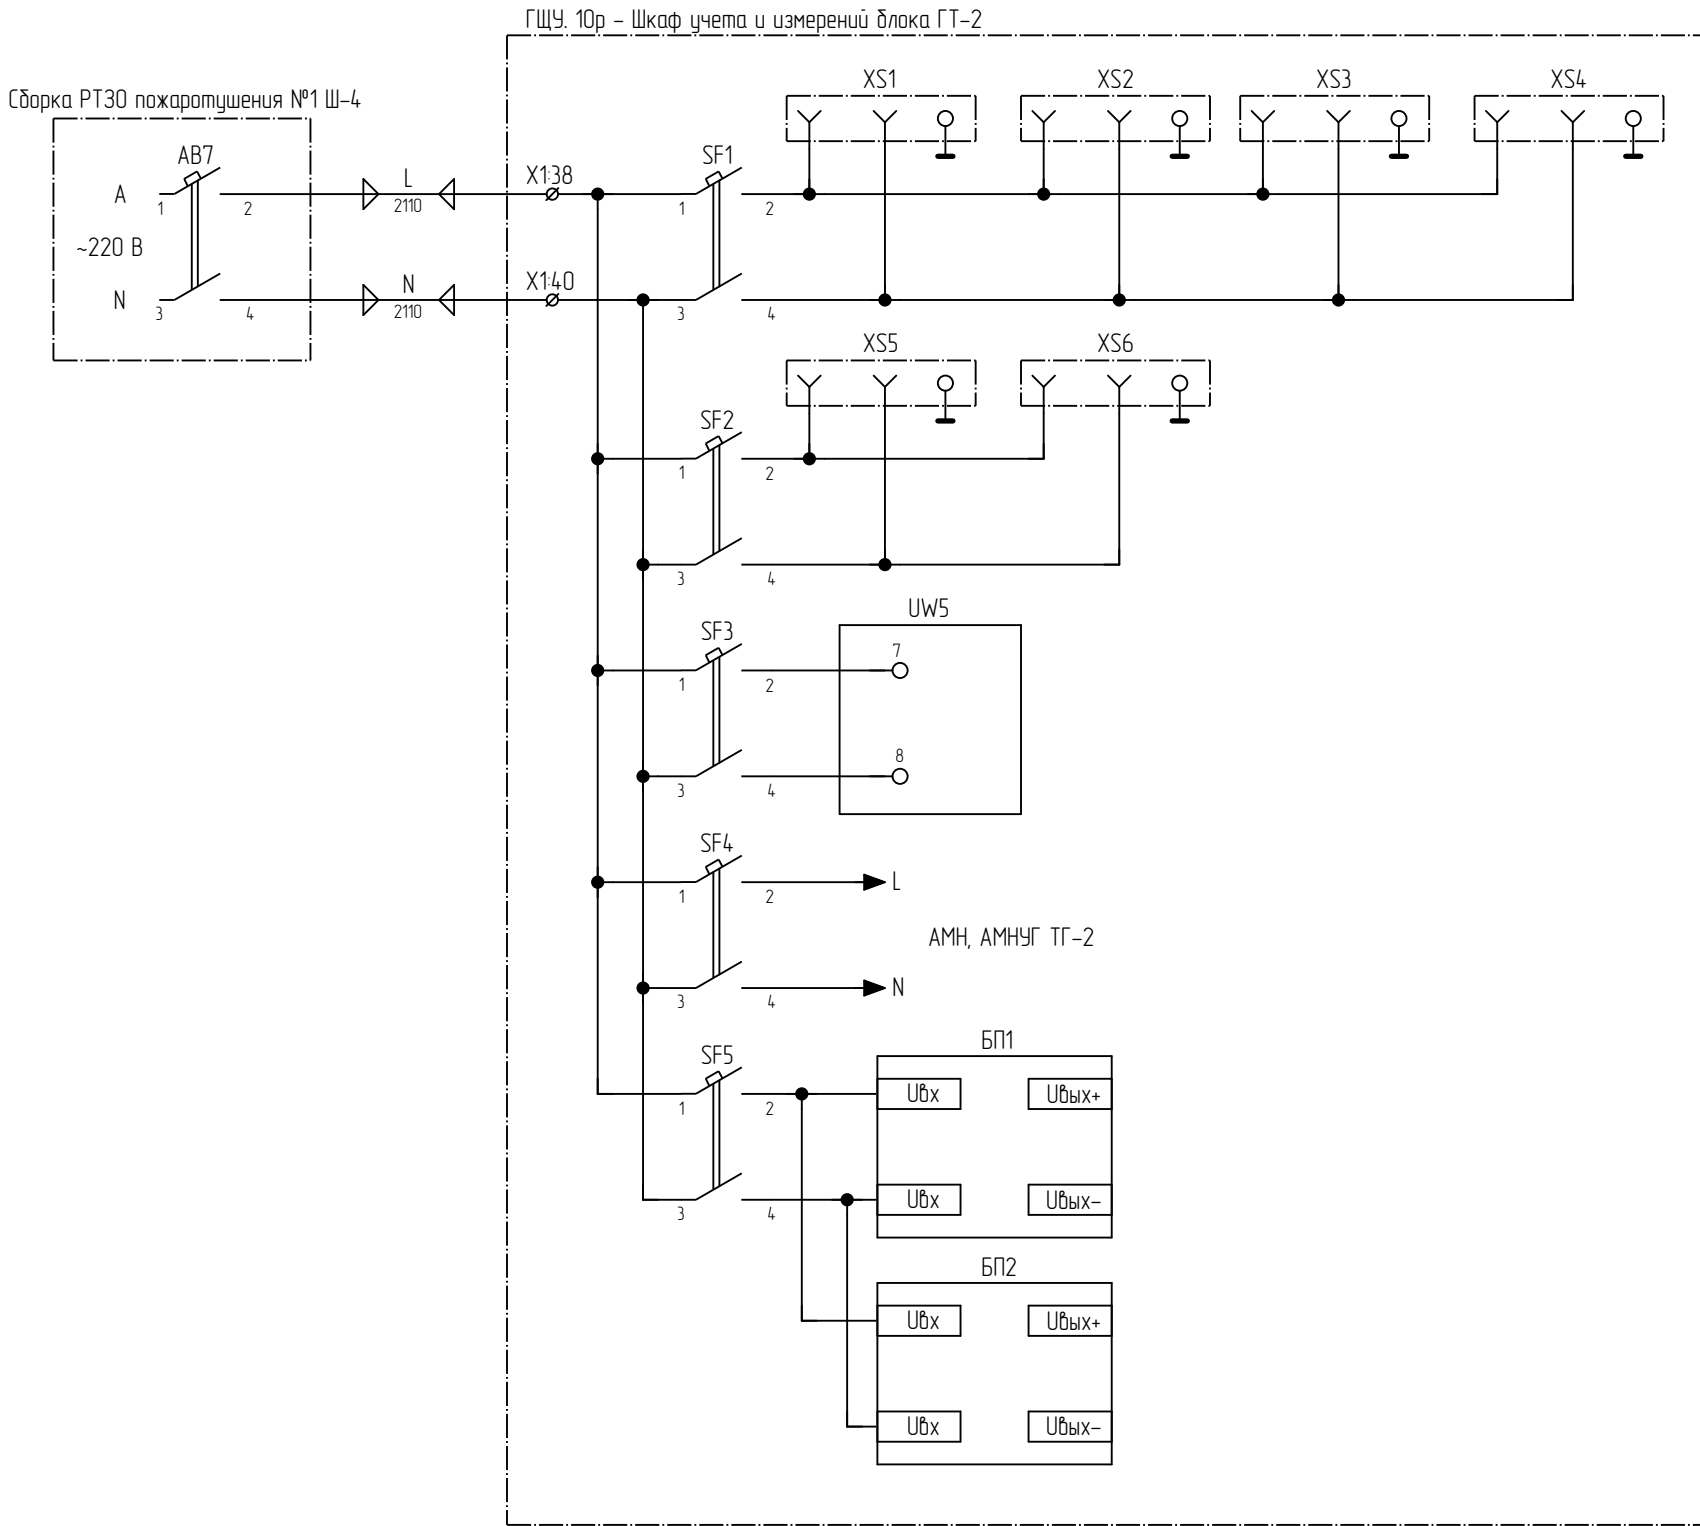 ГЩУ. 10р – Шкаф учета и измерений блока ГТ-2
Сборка РТЗО пожаротушения №1 Ш-4
XS1 XS2 XS3 XS4
AB7 L X1:38 SF1
A 1 2 2110 1 2
~220 В
N X1:40
N 3 4 2110 3 4
XS5 XS6
SF2
1 2
3 4
UW5
SF3 7
1 2
8
3 4
SF4
1 2 L
АМН, АМНУГ ТГ-2
3 4 N
БП1
SF5
Uвх Uвых+
1 2
Uвх Uвых–
3 4
БП2
Uвх Uвых+
Uвх Uвых–